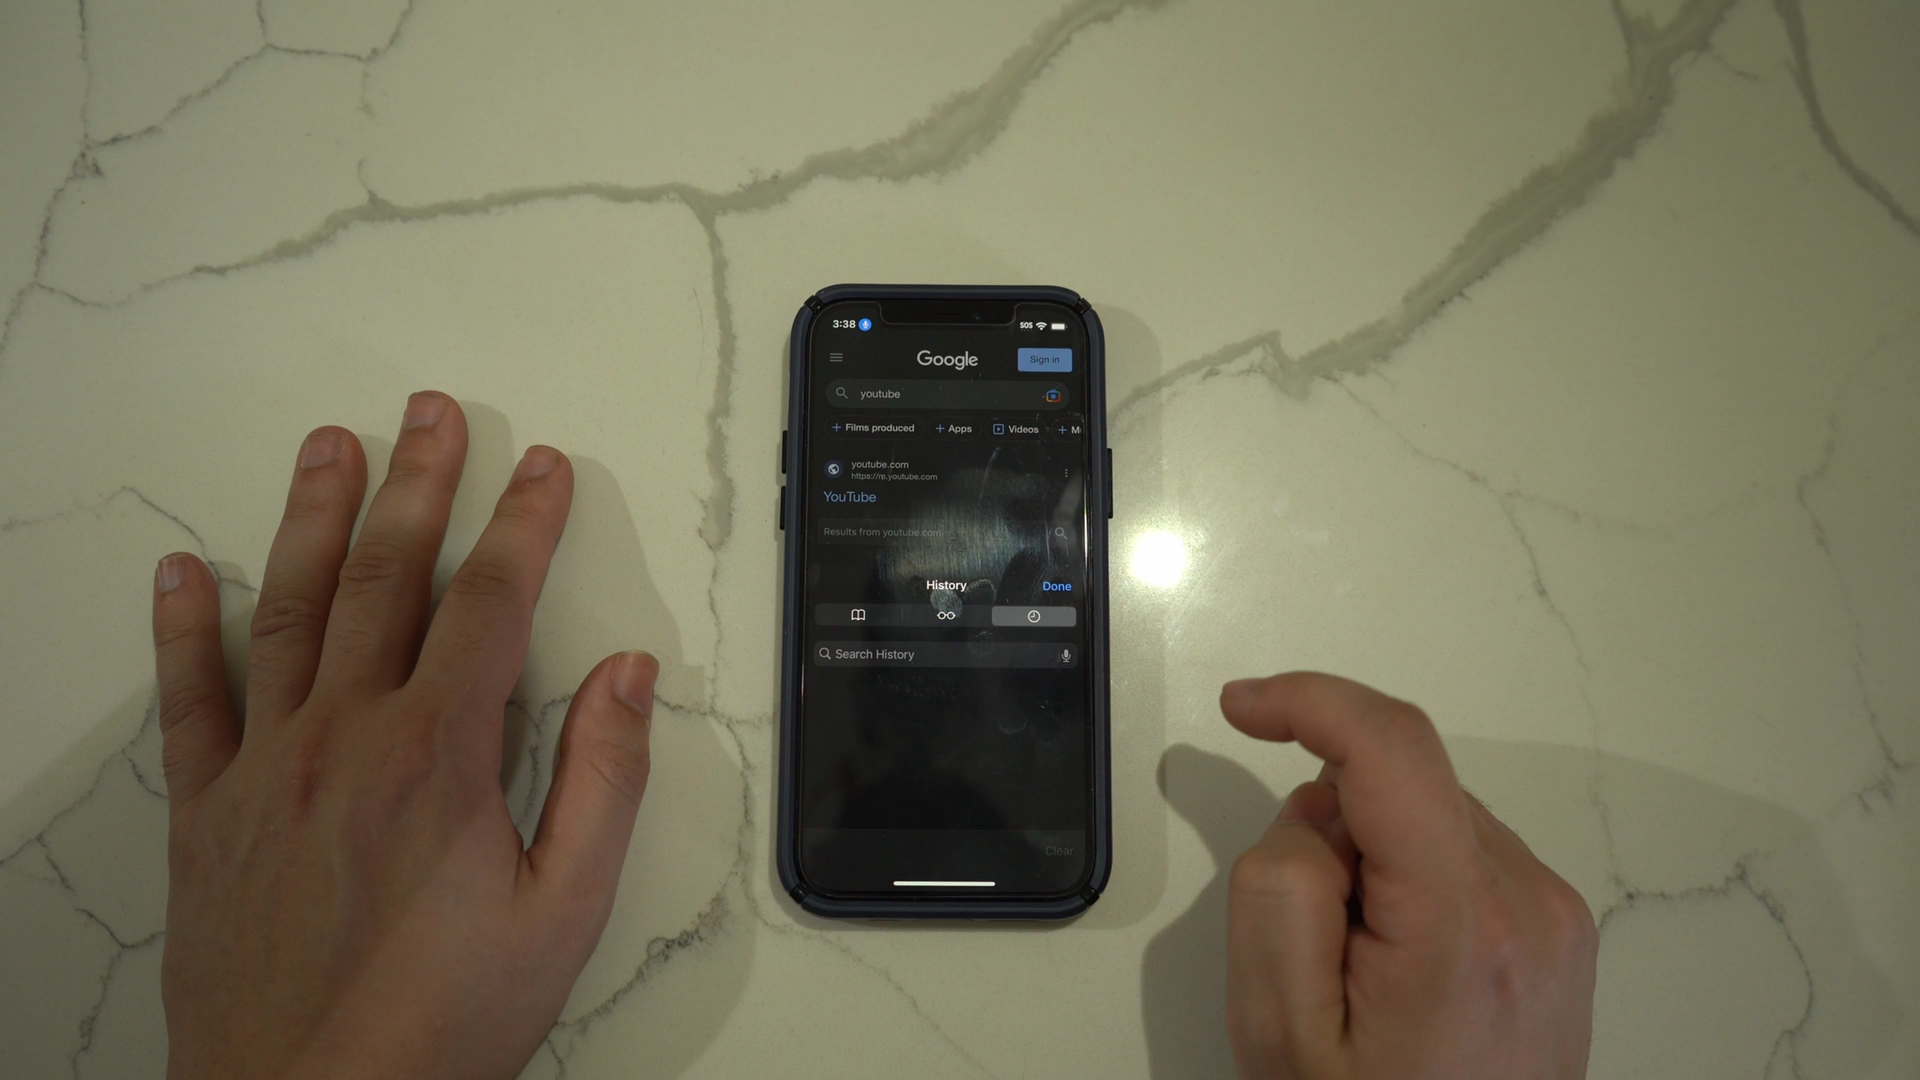 3:38
SOS
Google
Sign in
youtube
+ Films produced
+ Apps
Videos
+ M
youtube.com
https://m.youtube.com
YouTube
Results from youtube.com
History
Done
Search History
Clear